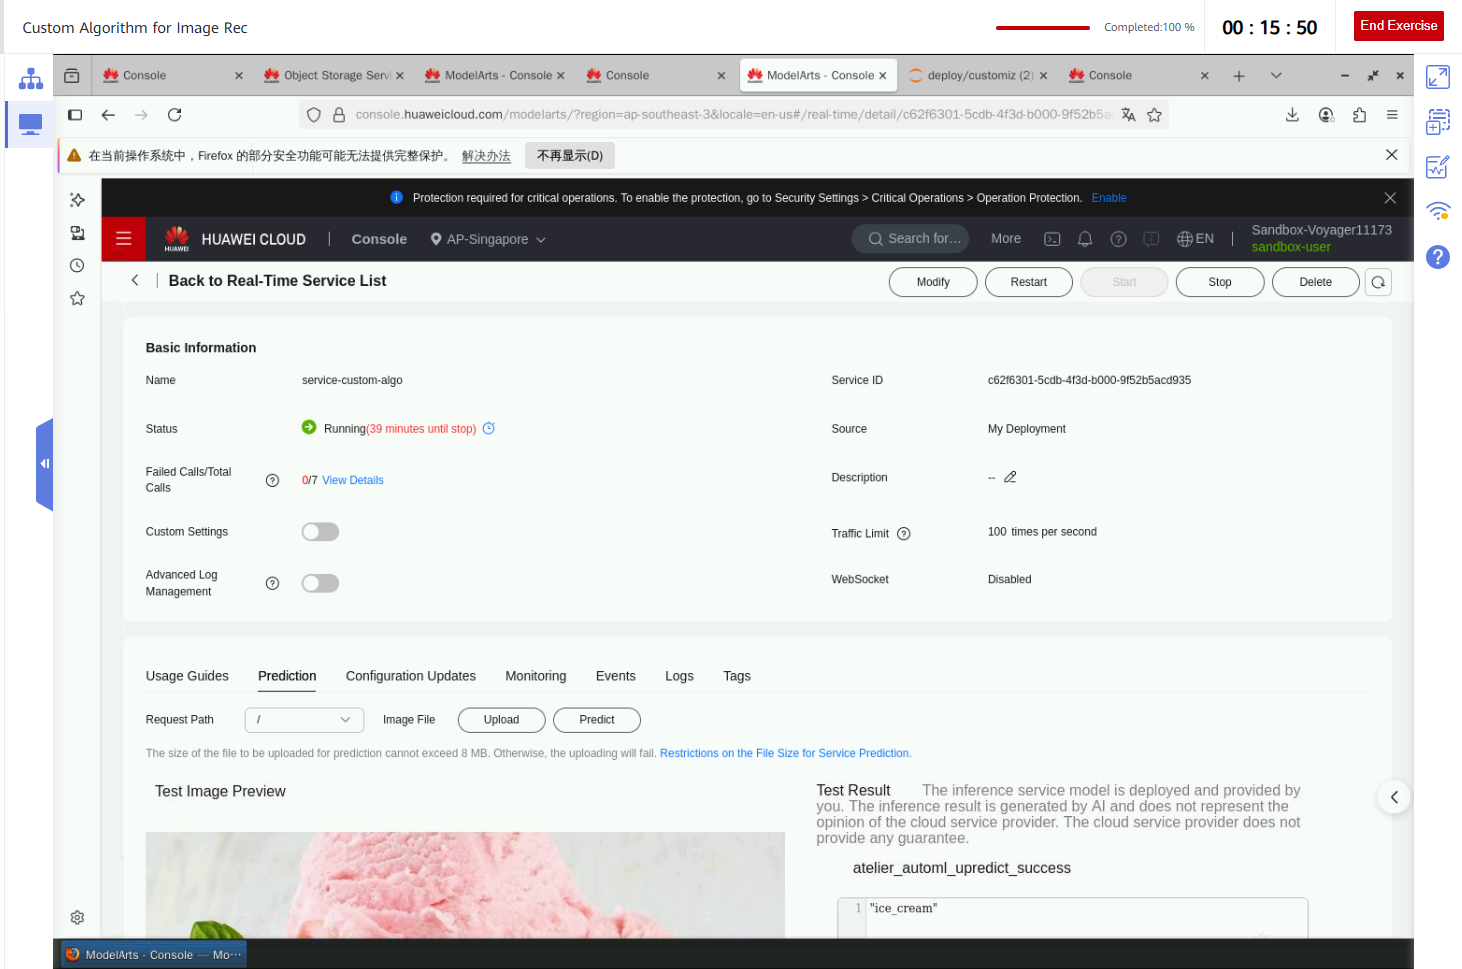 Custom Algorithm for Image Rec
Completed:100 %
00 : 15 : 50
End Exercise
Console
Object Storage Servi
ModelArts - Console
Console
ModelArts - Console
deploy/customiz (2)
Console
console.huaweicloud.com/modelarts/?region=ap-southeast-3&locale=en-us#/real-time/detail/c62f6301-5cdb-4f3d-b000-9f52b5a
在当前操作系统中，Firefox 的部分安全功能可能无法提供完整保护。 解决办法 不再显示(D)
Protection required for critical operations. To enable the protection, go to Security Settings > Critical Operations > Operation Protection. Enable
HUAWEI
HUAWEI CLOUD
Console
AP-Singapore
Search for...
More
EN
Sandbox-Voyager11173
sandbox-user
Back to Real-Time Service List
Modify
Restart
Start
Stop
Delete
Basic Information
Name service-custom-algo
Service ID c62f6301-5cdb-4f3d-b000-9f52b5acd935
Status Running(39 minutes until stop)
Source My Deployment
Failed Calls/Total
Calls
0/7 View Details
Description --
Custom Settings
Traffic Limit 100 times per second
Advanced Log
Management
WebSocket Disabled
Usage Guides Prediction Configuration Updates Monitoring Events Logs Tags
Request Path / Image File Upload Predict
The size of the file to be uploaded for prediction cannot exceed 8 MB. Otherwise, the uploading will fail. Restrictions on the File Size for Service Prediction.
Test Image Preview
Test Result The inference service model is deployed and provided by
you. The inference result is generated by AI and does not represent the
opinion of the cloud service provider. The cloud service provider does not
provide any guarantee.
atelier_automl_upredict_success
1 "ice_cream"
ModelArts - Console — Mo···